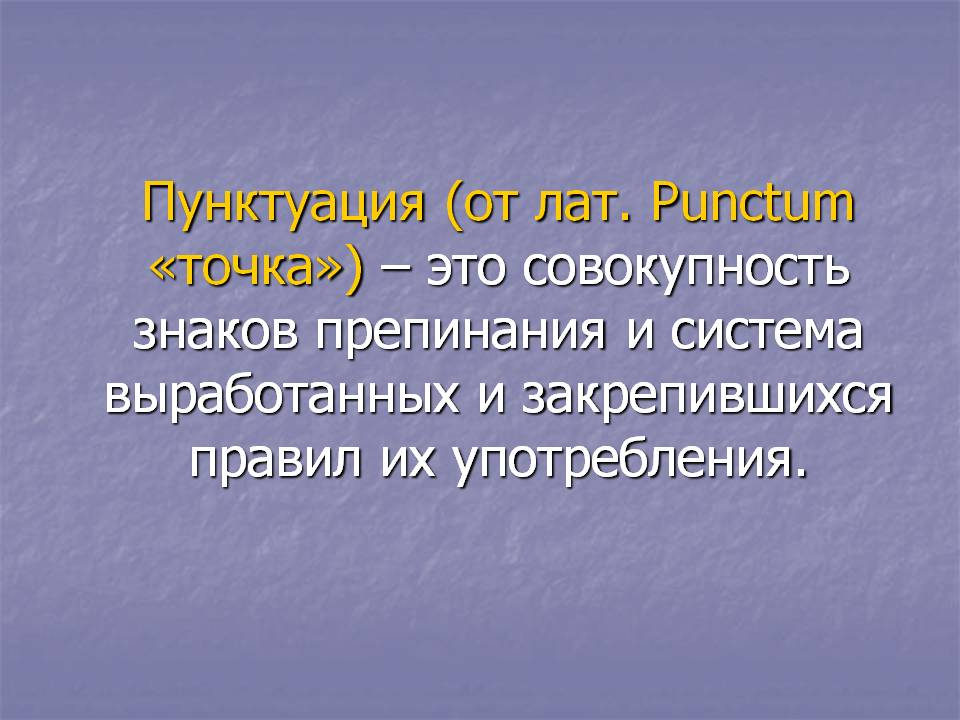 Пунктуация (от лат. Punctum
«точка») – это совокупность
знаков препинания и система
выработанных и закрепившихся
правил их употребления.